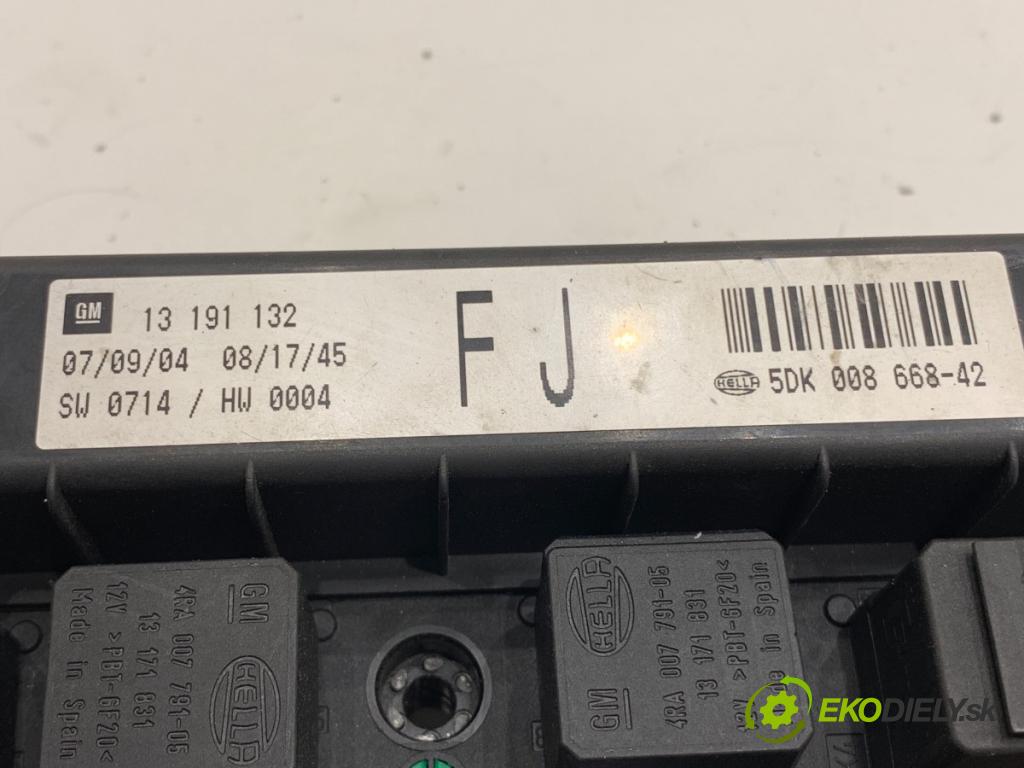 GM 13 191 132
07/09/04 08/17/45
SW 0714 / HW 0004
F J
HELLA 5DK 008 668-42
GM HELLA
4RA 007 791-05
13 171 831
12V >PBT-GF20<
Made in Spain
HELLA GM
4RA 007 791-05
13 171 831
12V >PBT-GF20<
in Spain
EKODIELY.sk